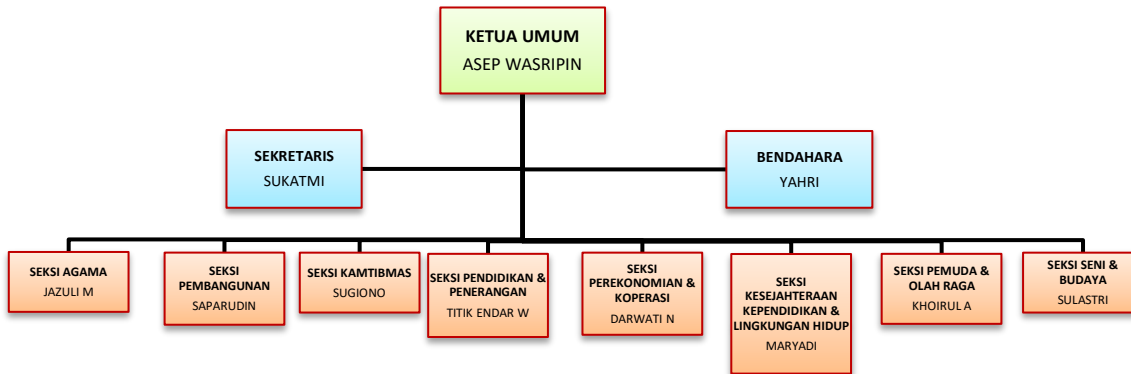 KETUA UMUM
ASEP WASRIPIN
SEKRETARIS
SUKATMI
BENDAHARA
YAHRI
SEKSI AGAMA
JAZULI M
SEKSI
PEMBANGUNAN
SAPARUDIN
SEKSI KAMTIBMAS
SUGIONO
SEKSI PENDIDIKAN &
PENERANGAN
TITIK ENDAR W
SEKSI
PEREKONOMIAN &
KOPERASI
DARWATI N
SEKSI
KESEJAHTERAAN
KEPENDIDIKAN &
LINGKUNGAN HIDUP
MARYADI
SEKSI PEMUDA &
OLAH RAGA
KHOIRUL A
SEKSI SENI &
BUDAYA
SULASTRI